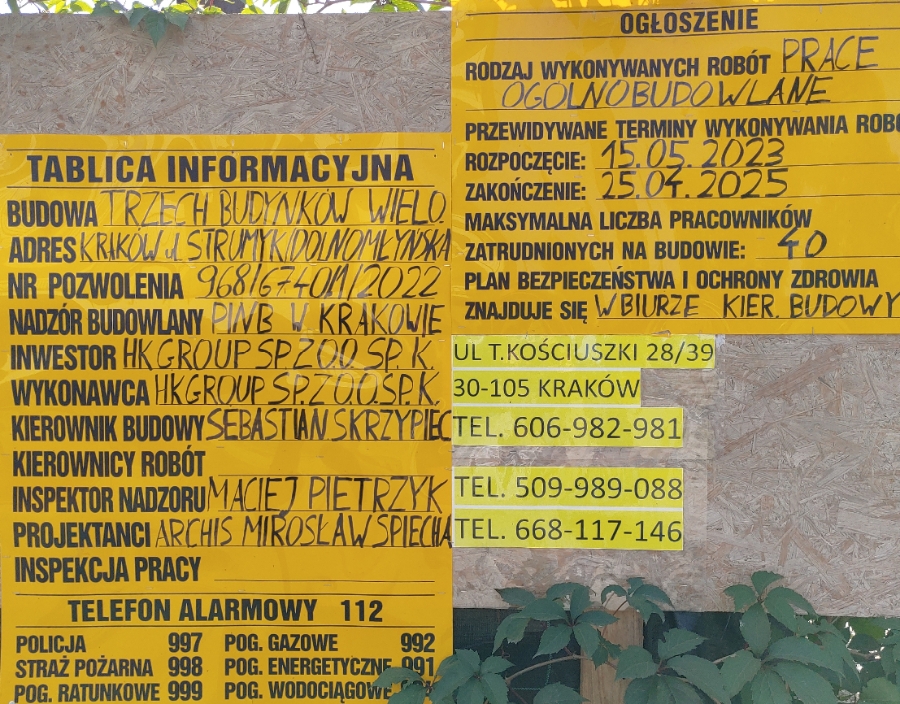 TABLICA INFORMACYJNA
BUDOWA TRZECH BUDYNKÓW WIELO.
ADRES KRAKÓW ul. STRUMYK/DOLNOMŁYŃSKA
NR POZWOLENIA 968/6740.1/2022
NADZÓR BUDOWLANY PINB W KRAKOWIE
INWESTOR HK GROUP SP. Z O.O. SP. K.
WYKONAWCA HK GROUP SP. Z O.O. SP. K.
KIEROWNIK BUDOWY SEBASTIAN SKRZYPIEC
KIEROWNICY ROBÓT
INSPEKTOR NADZORU MACIEJ PIETRZYK
PROJEKTANCI ARCHIS MIROSŁAW SPIECHA
INSPEKCJA PRACY
TELEFON ALARMOWY 112
POLICJA 997 POG. GAZOWE 992
STRAŻ POŻARNA 998 POG. ENERGETYCZNE 991
POG. RATUNKOWE 999 POG. WODOCIĄGOWE
OGŁOSZENIE
RODZAJ WYKONYWANYCH ROBÓT PRACE
OGOLNOBUDOWLANE
PRZEWIDYWANE TERMINY WYKONYWANIA ROBÓ
ROZPOCZĘCIE: 15.05.2023
ZAKOŃCZENIE: 25.04.2025
MAKSYMALNA LICZBA PRACOWNIKÓW
ZATRUDNIONYCH NA BUDOWIE: 40
PLAN BEZPIECZEŃSTWA I OCHRONY ZDROWIA
ZNAJDUJE SIĘ W BIURZE KIER. BUDOWY
UL T.KOŚCIUSZKI 28/39
30-105 KRAKÓW
TEL. 606-982-981
TEL. 509-989-088
TEL. 668-117-146